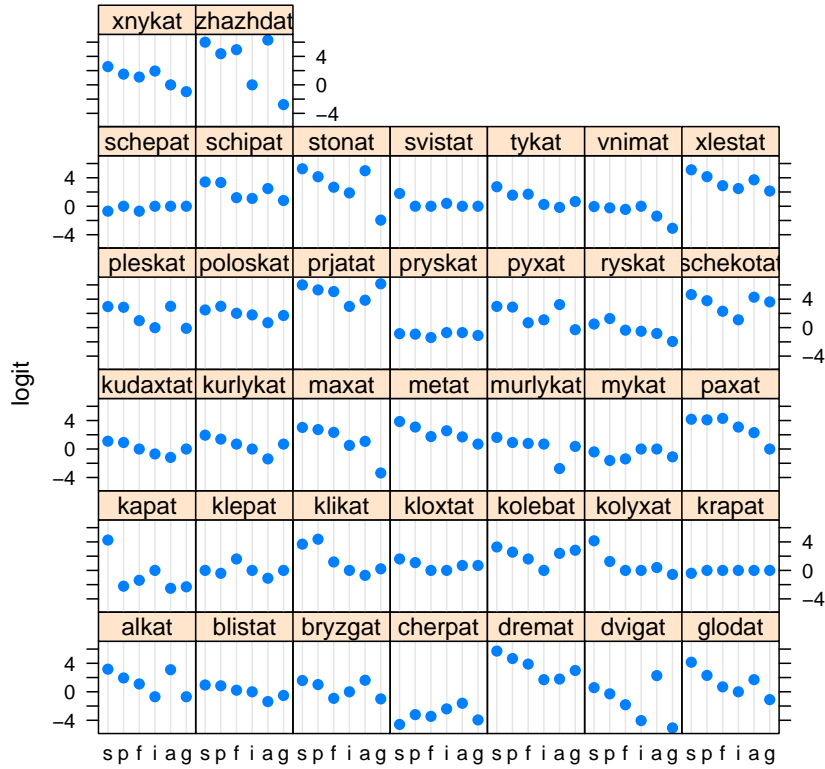 xnykat zhazhdat
4
0
−4
schepat schipat stonat svistat tykat vnimat xlestat
4
0
−4
pleskat poloskat prjatat pryskat pyxat ryskat schekotat
4
0
−4
logit
kudaxtat kurlykat maxat metat murlykat mykat paxat
4
0
−4
kapat klepat klikat kloxtat kolebat kolyxat krapat
4
0
−4
alkat blistat bryzgat cherpat dremat dvigat glodat
4
0
−4
s p f i a g s p f i a g s p f i a g s p f i a g s p f i a g s p f i a g s p f i a g